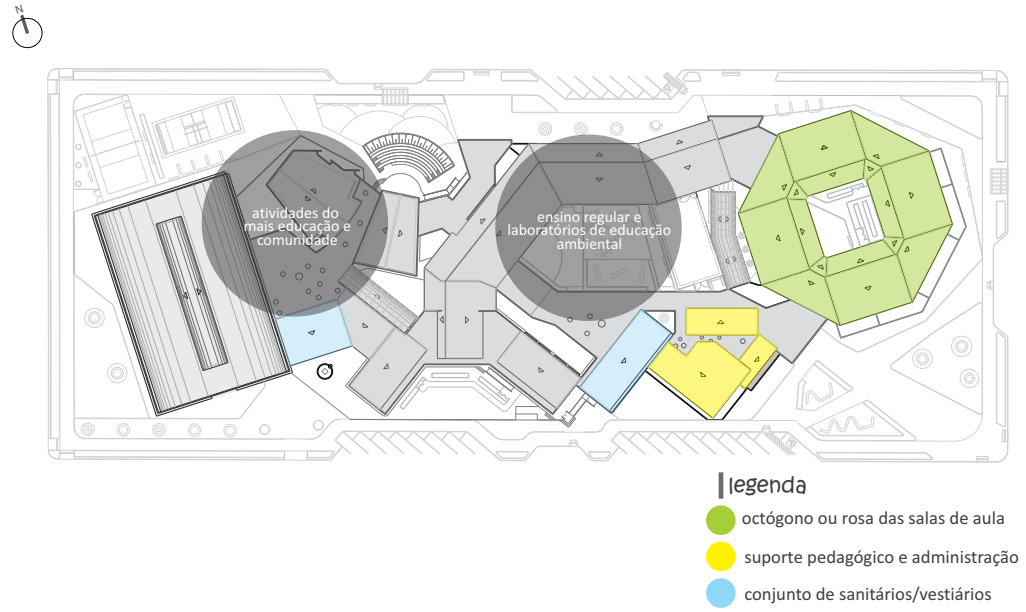 N
atividades do
mais educação e
comunidade
ensino regular e
laboratórios de educação
ambiental
legenda
octógono ou rosa das salas de aula
suporte pedagógico e administração
conjunto de sanitários/vestiários